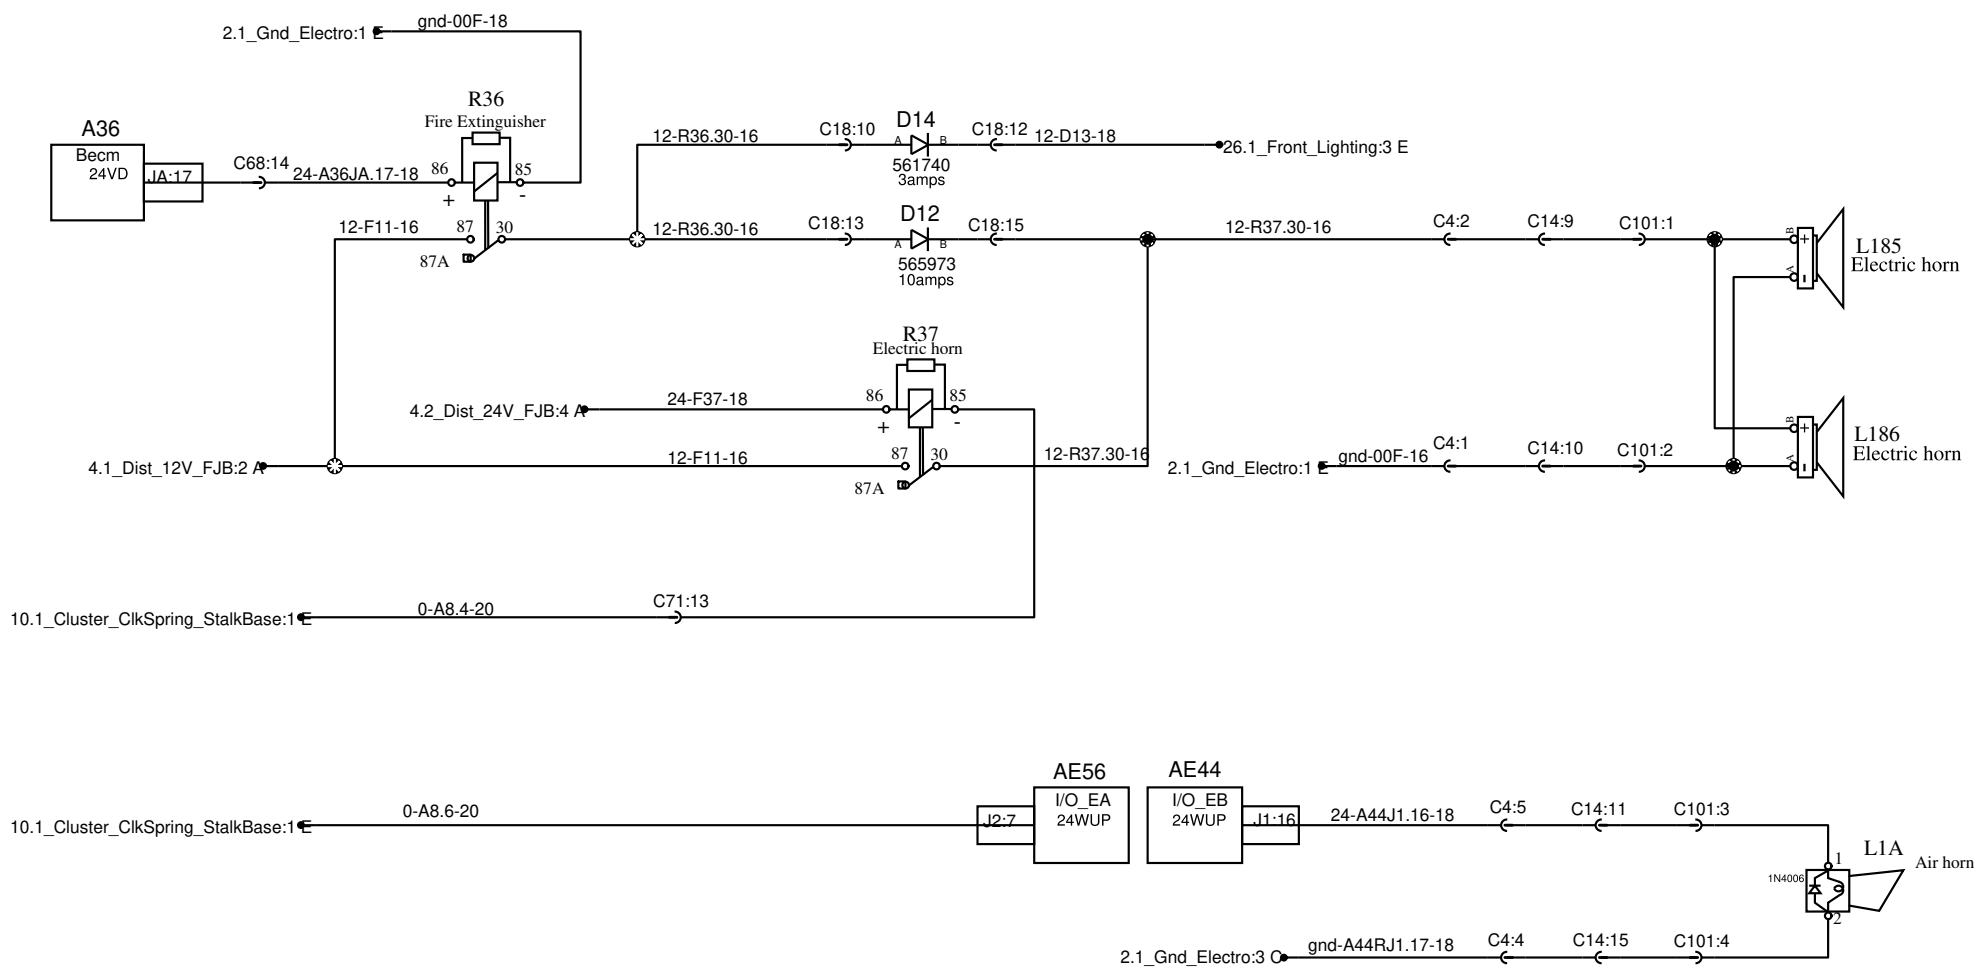 gnd-00F-18
2.1_Gnd_Electro:1 E
R36
Fire Extinguisher
A36
Becm
24VD
JA:17
C68:14
24-A36JA.17-18
86
85
+
-
12-F11-16
87
30
87A
12-R36.30-16
C18:10
D14
A
B
561740
3amps
C18:12
12-D13-18
26.1_Front_Lighting:3 E
12-R36.30-16
C18:13
D12
A
B
565973
10amps
C18:15
12-R37.30-16
C4:2
C14:9
C101:1
B
+
A
-
L185
Electric horn
R37
Electric horn
4.2_Dist_24V_FJB:4 A
24-F37-18
86
85
+
-
4.1_Dist_12V_FJB:2 A
12-F11-16
87
30
87A
12-R37.30-16
2.1_Gnd_Electro:1 E
gnd-00F-16
C4:1
C14:10
C101:2
B
+
A
-
L186
Electric horn
10.1_Cluster_ClkSpring_StalkBase:1 E
0-A8.4-20
C71:13
10.1_Cluster_ClkSpring_StalkBase:1 E
0-A8.6-20
AE56
I/O_EA
24WUP
J2:7
AE44
I/O_EB
24WUP
J1:16
24-A44J1.16-18
C4:5
C14:11
C101:3
1
L1A
Air horn
1N4006
2
2.1_Gnd_Electro:3 C
gnd-A44RJ1.17-18
C4:4
C14:15
C101:4